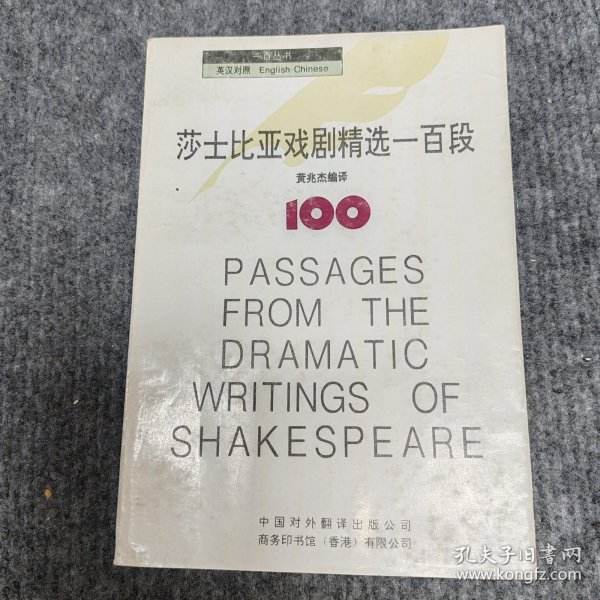 一百丛书
英汉对照 English-Chinese
莎士比亚戏剧精选一百段
黄兆杰编译
100
PASSAGES
FROM THE
DRAMATIC
WRITINGS OF
SHAKESPEARE
中国对外翻译出版公司
商务印书馆（香港）有限公司
孔夫子旧书网
www.kongfz.com